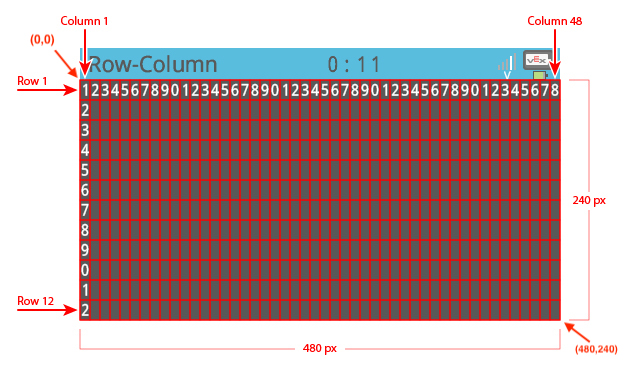 Column 1
Column 48
(0,0)
Row-Column
0:11
VEX
Row 1
123456789012345678901234567890123456789012345678
2
3
4
5
6
7
8
9
0
1
2
240 px
Row 12
480 px
(480,240)